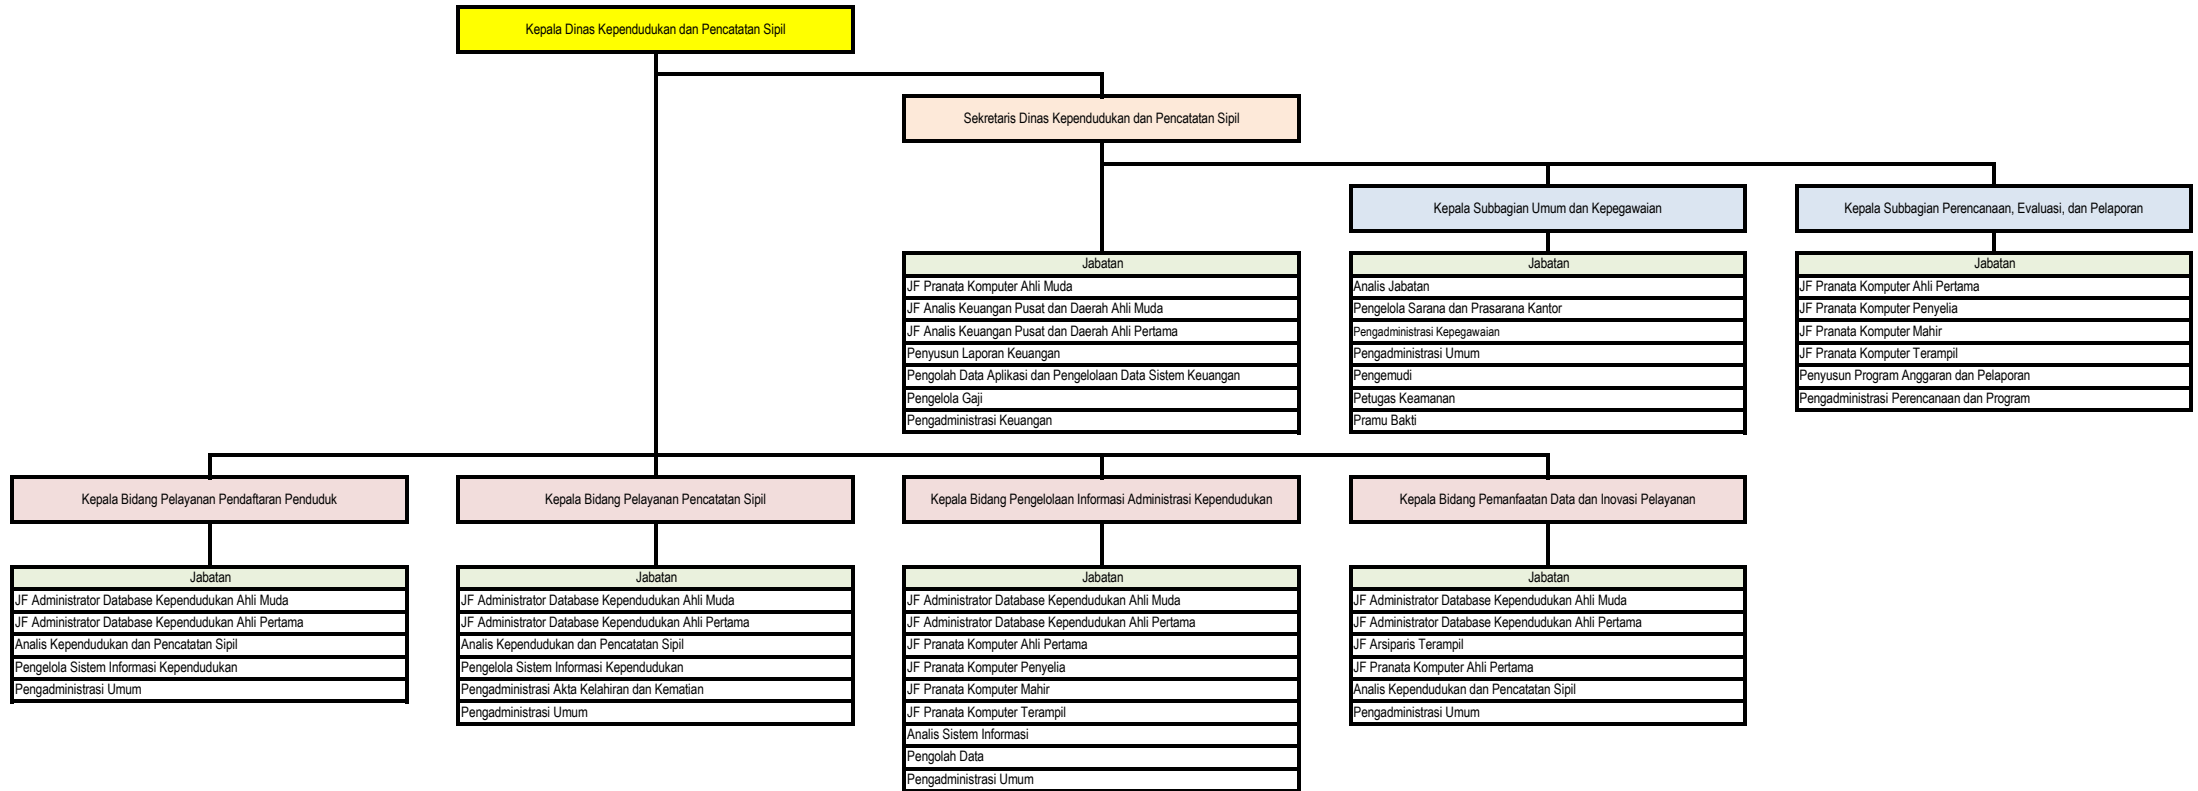 Kepala Dinas Kependudukan dan Pencatatan Sipil
Sekretaris Dinas Kependudukan dan Pencatatan Sipil
Kepala Subbagian Umum dan Kepegawaian
Kepala Subbagian Perencanaan, Evaluasi, dan Pelaporan
Jabatan
JF Pranata Komputer Ahli Muda
JF Analis Keuangan Pusat dan Daerah Ahli Muda
JF Analis Keuangan Pusat dan Daerah Ahli Pertama
Penyusun Laporan Keuangan
Pengolah Data Aplikasi dan Pengelolaan Data Sistem Keuangan
Pengelola Gaji
Pengadministrasi Keuangan
Jabatan
Analis Jabatan
Pengelola Sarana dan Prasarana Kantor
Pengadministrasi Kepegawaian
Pengadministrasi Umum
Pengemudi
Petugas Keamanan
Pramu Bakti
Jabatan
JF Pranata Komputer Ahli Pertama
JF Pranata Komputer Penyelia
JF Pranata Komputer Mahir
JF Pranata Komputer Terampil
Penyusun Program Anggaran dan Pelaporan
Pengadministrasi Perencanaan dan Program
Kepala Bidang Pelayanan Pendaftaran Penduduk
Kepala Bidang Pelayanan Pencatatan Sipil
Kepala Bidang Pengelolaan Informasi Administrasi Kependudukan
Kepala Bidang Pemanfaatan Data dan Inovasi Pelayanan
Jabatan
JF Administrator Database Kependudukan Ahli Muda
JF Administrator Database Kependudukan Ahli Pertama
Analis Kependudukan dan Pencatatan Sipil
Pengelola Sistem Informasi Kependudukan
Pengadministrasi Umum
Jabatan
JF Administrator Database Kependudukan Ahli Muda
JF Administrator Database Kependudukan Ahli Pertama
Analis Kependudukan dan Pencatatan Sipil
Pengelola Sistem Informasi Kependudukan
Pengadministrasi Akta Kelahiran dan Kematian
Pengadministrasi Umum
Jabatan
JF Administrator Database Kependudukan Ahli Muda
JF Administrator Database Kependudukan Ahli Pertama
JF Pranata Komputer Ahli Pertama
JF Pranata Komputer Penyelia
JF Pranata Komputer Mahir
JF Pranata Komputer Terampil
Analis Sistem Informasi
Pengolah Data
Pengadministrasi Umum
Jabatan
JF Administrator Database Kependudukan Ahli Muda
JF Administrator Database Kependudukan Ahli Pertama
JF Arsiparis Terampil
JF Pranata Komputer Ahli Pertama
Analis Kependudukan dan Pencatatan Sipil
Pengadministrasi Umum